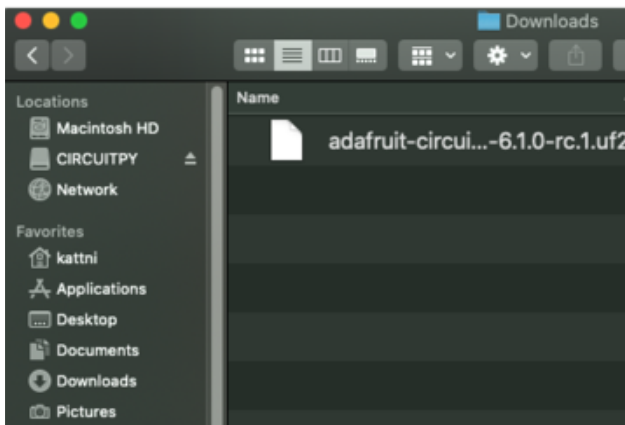 Downloads
Locations
Name
Macintosh HD
adafruit-circui...-6.1.0-rc.1.uf2
CIRCUITPY
Network
Favorites
kattni
Applications
Desktop
Documents
Downloads
Pictures